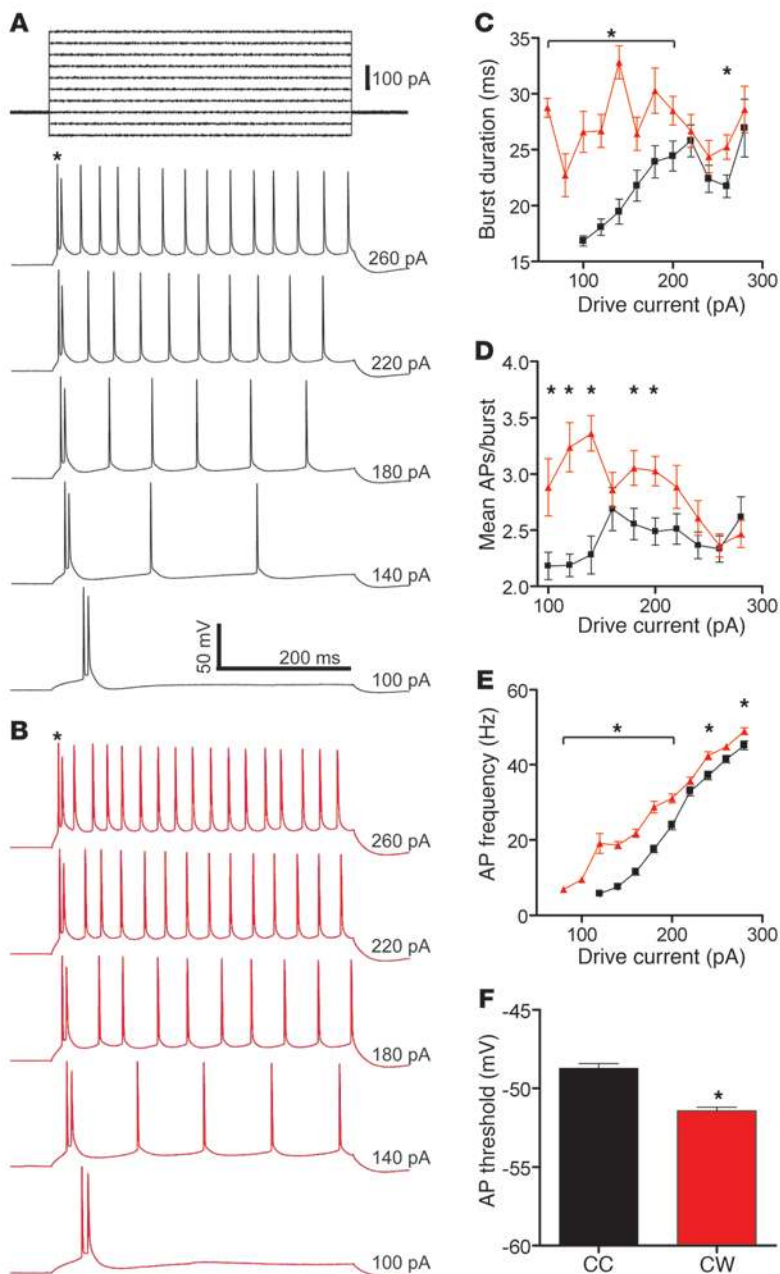 A
100 pA
*
260 pA
220 pA
180 pA
140 pA
50 mV
200 ms
100 pA
B
*
260 pA
220 pA
180 pA
140 pA
100 pA
C
Burst duration (ms)
35
30
25
20
15
*
*
100
200
300
Drive current (pA)
D
Mean APs/burst
4.0
3.5
3.0
2.5
2.0
* * * * *
100
200
300
Drive current (pA)
E
AP frequency (Hz)
60
40
20
0
*
*
*
100
200
300
Drive current (pA)
F
AP threshold (mV)
-45
-50
-55
-60
*
CC
CW